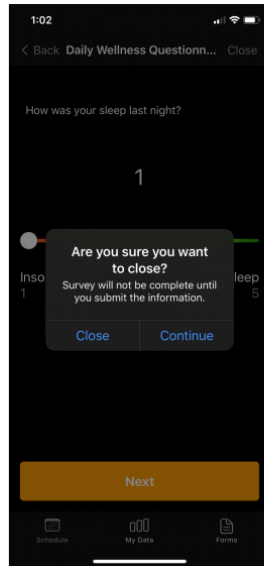 1:02
Back Daily Wellness Questionn... Close
How was your sleep last night?
1
Are you sure you want
to close?
Survey will not be complete until
you submit the information.
Close Continue
Inso leep
1 5
Next
Schedule My Data Forms